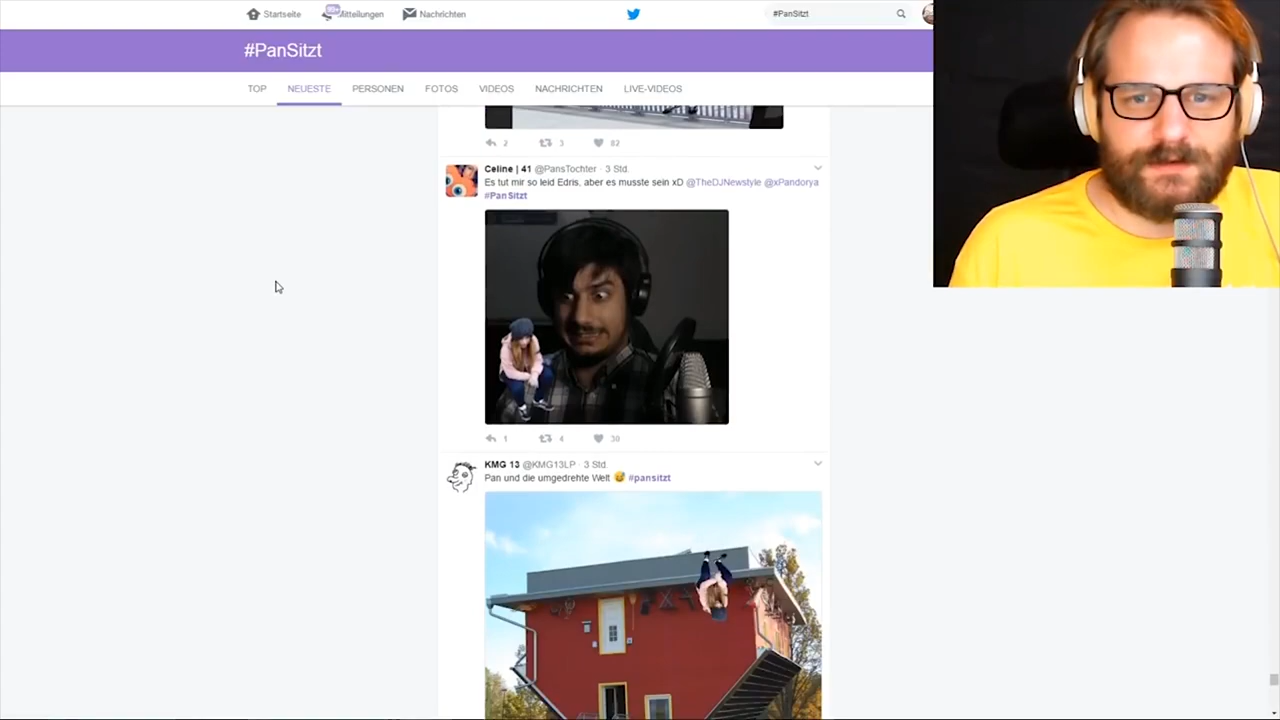 Startseite
99+
Mitteilungen
Nachrichten
#PanSitzt
#PanSitzt
TOP
NEUESTE
PERSONEN
FOTOS
VIDEOS
NACHRICHTEN
LIVE-VIDEOS
2 3 82
Celine | 41 @PansTochter · 3 Std.
Es tut mir so leid Edris, aber es musste sein xD @TheDJNewstyle @xPandorya
#PanSitzt
1 4 30
KMG 13 @KMG13LP · 3 Std.
Pan und die umgedrehte Welt 😅 #pansitzt